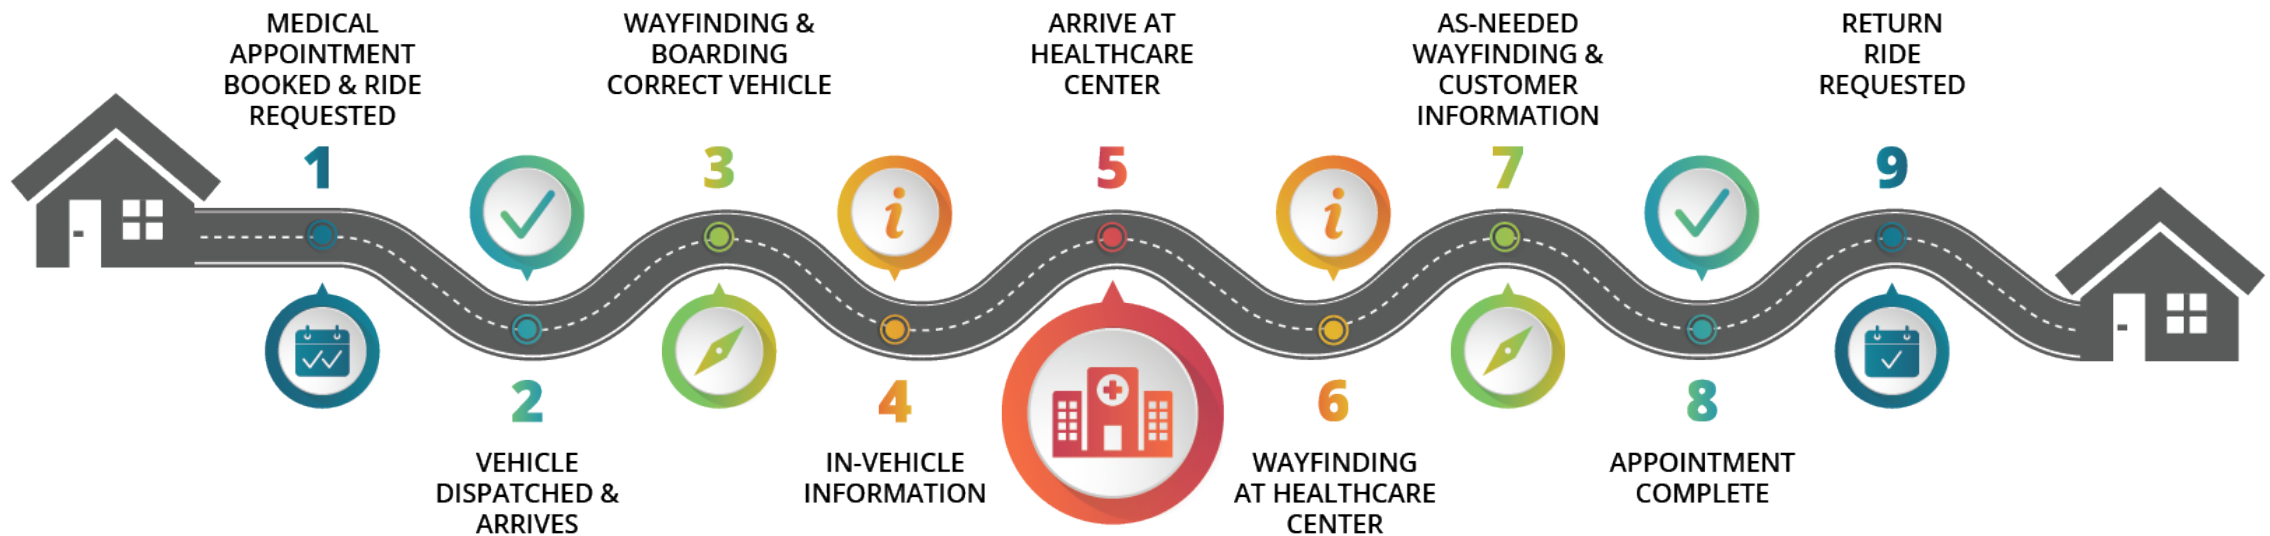 MEDICAL
APPOINTMENT
BOOKED & RIDE
REQUESTED
1
2
VEHICLE
DISPATCHED &
ARRIVES
WAYFINDING &
BOARDING
CORRECT VEHICLE
3
i
4
IN-VEHICLE
INFORMATION
ARRIVE AT
HEALTHCARE
CENTER
5
i
6
WAYFINDING
AT HEALTHCARE
CENTER
AS-NEEDED
WAYFINDING &
CUSTOMER
INFORMATION
7
8
APPOINTMENT
COMPLETE
RETURN
RIDE
REQUESTED
9